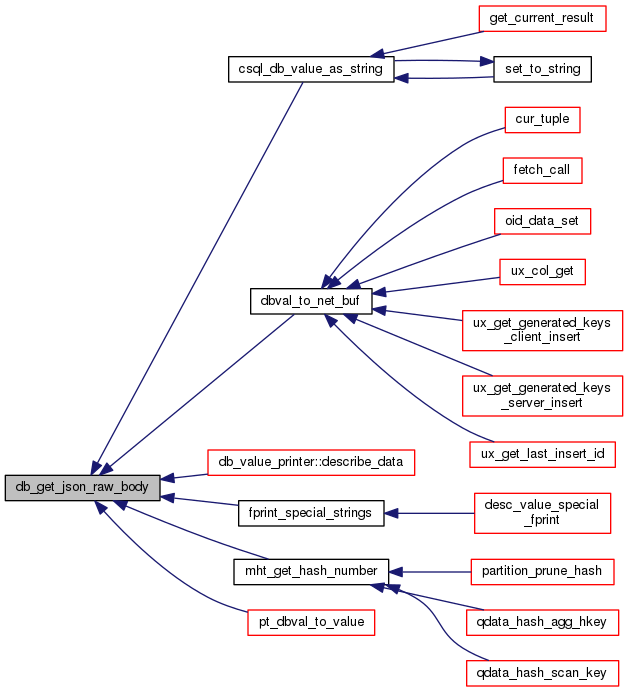 get_current_result
csql_db_value_as_string
set_to_string
cur_tuple
fetch_call
oid_data_set
ux_col_get
dbval_to_net_buf
ux_get_generated_keys
_client_insert
ux_get_generated_keys
_server_insert
ux_get_last_insert_id
db_value_printer::describe_data
db_get_json_raw_body
fprint_special_strings
desc_value_special
_fprint
mht_get_hash_number
partition_prune_hash
pt_dbval_to_value
qdata_hash_agg_hkey
qdata_hash_scan_key